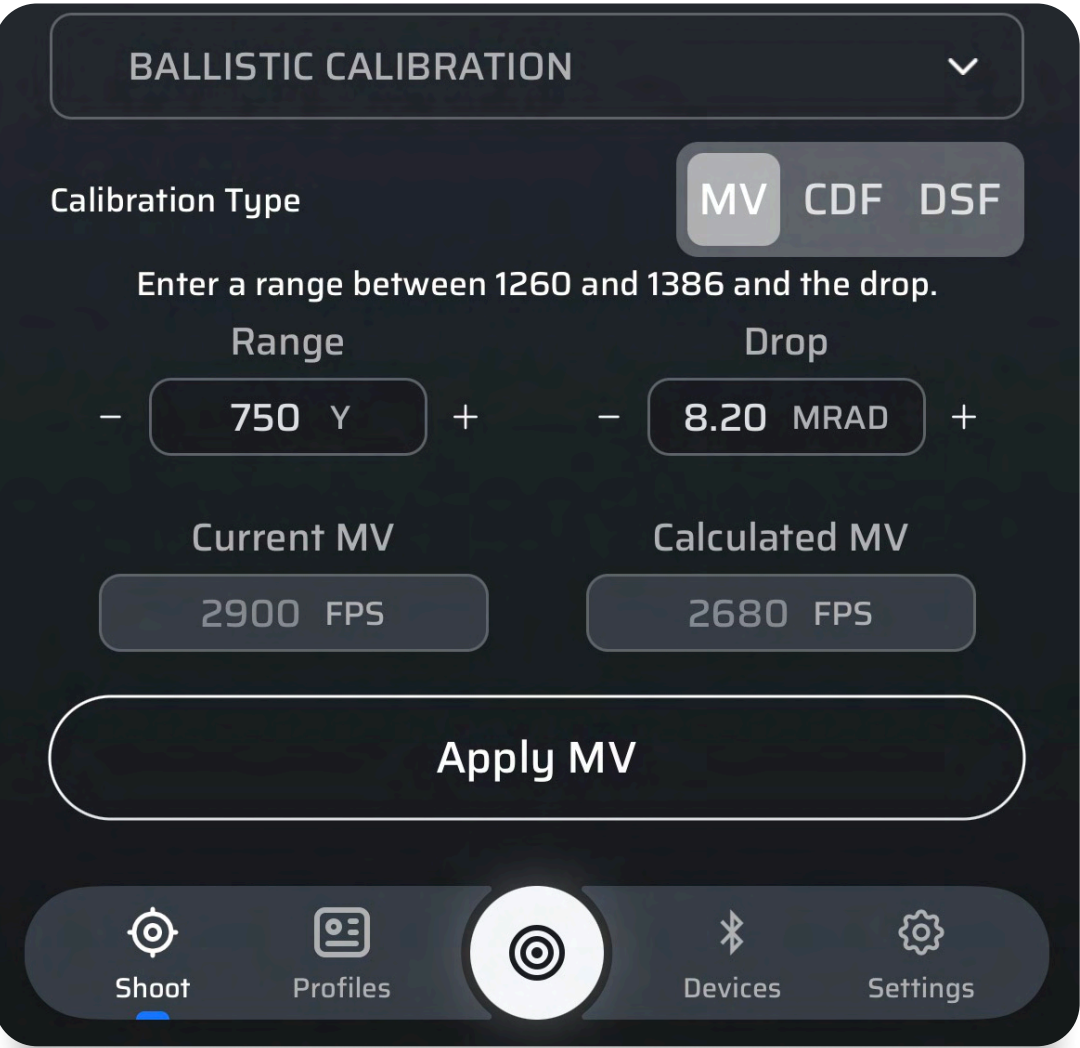 BALLISTIC CALIBRATION
Calibration Type MV CDF DSF
Enter a range between 1260 and 1386 and the drop.
Range Drop
− 750 Y + − 8.20 MRAD +
Current MV Calculated MV
2900 FPS 2680 FPS
Apply MV
Shoot Profiles Devices Settings